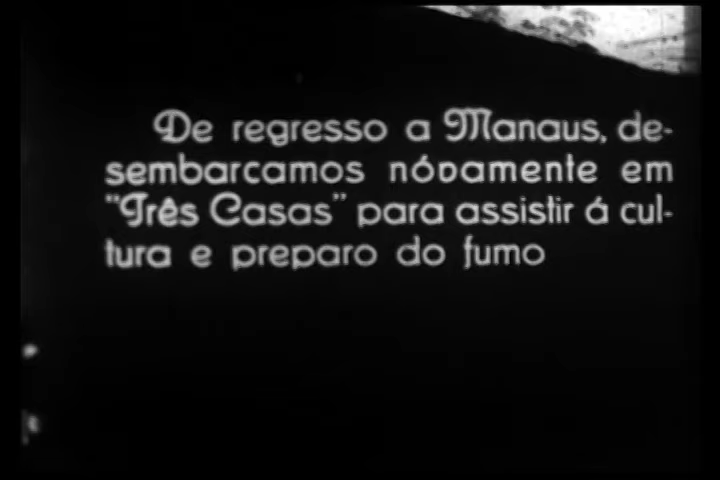 De regresso a Manaus, de-
sembarcamos nóvamente em
"Três Casas" para assistir á cul-
tura e preparo do fumo